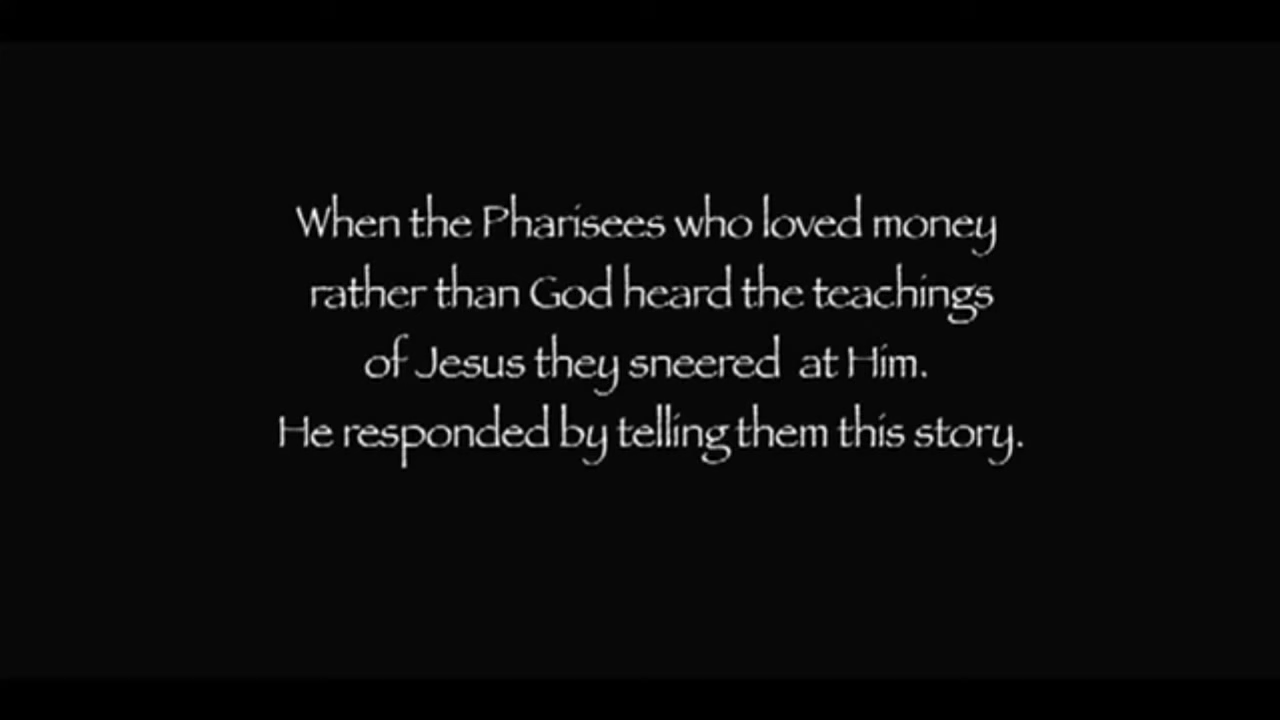 When the Pharisees who loved money
rather than God heard the teachings
of Jesus they sneered at Him.
He responded by telling them this story.